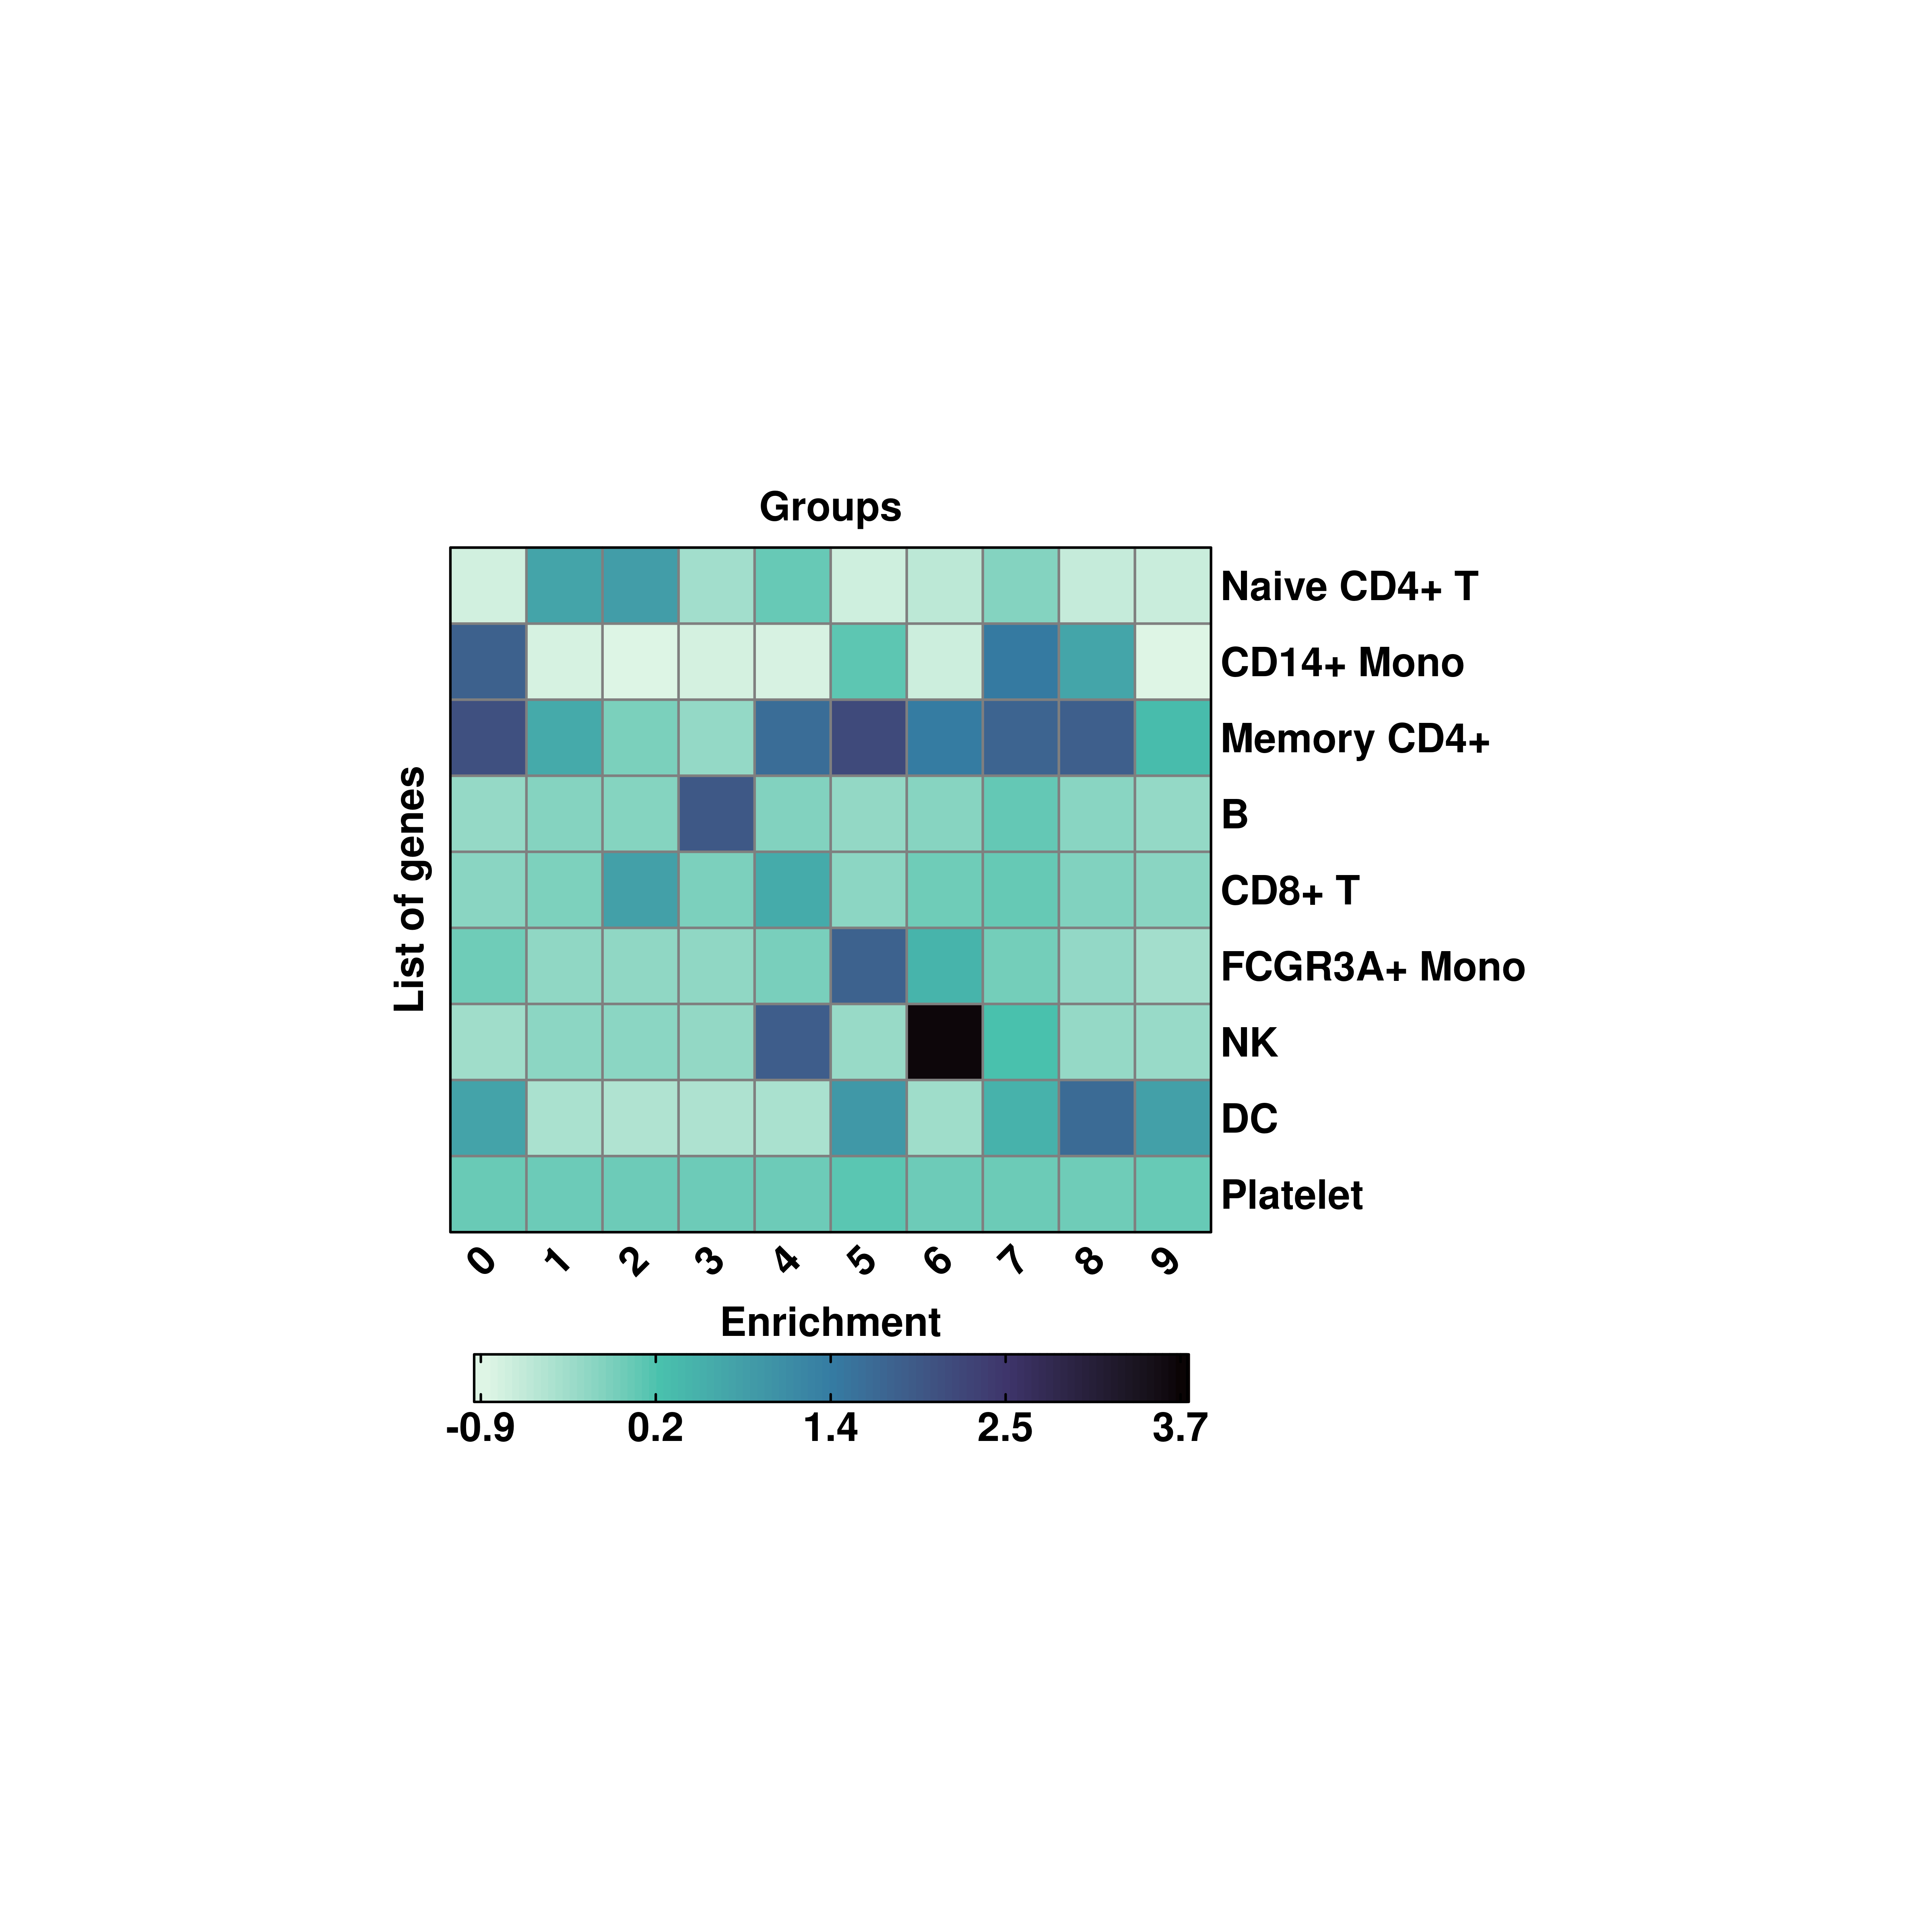 Groups
Naive CD4+ T
CD14+ Mono
Memory CD4+
B
CD8+ T
FCGR3A+ Mono
NK
DC
Platelet
List of genes
0 1 2 3 4 5 6 7 8 9
Enrichment
-0.9 0.2 1.4 2.5 3.7